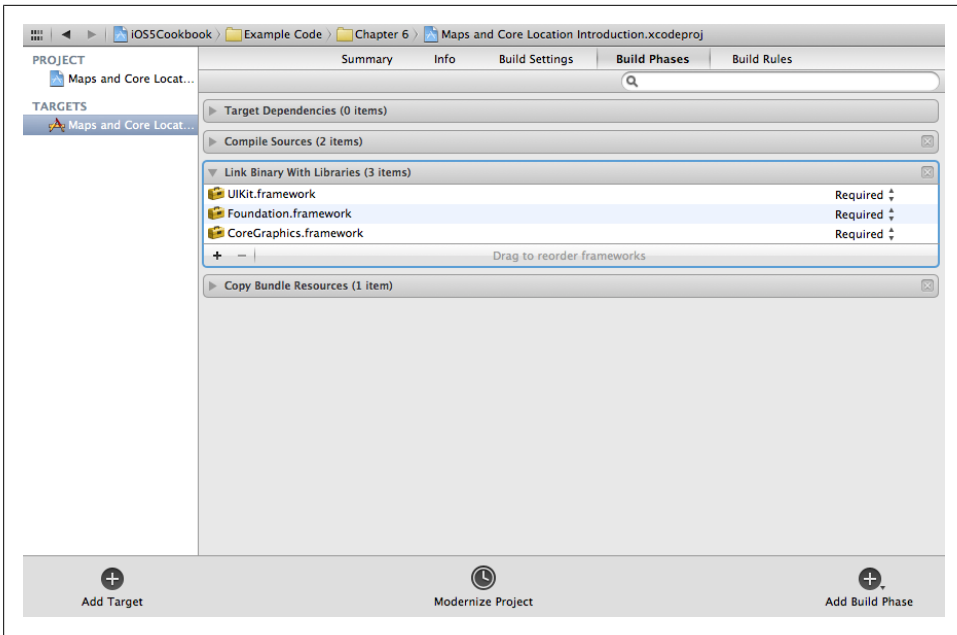 iOS5Cookbook Example Code Chapter 6 Maps and Core Location Introduction.xcodeproj
PROJECT
Maps and Core Locat...
TARGETS
Maps and Core Locat...
Summary Info Build Settings Build Phases Build Rules
Target Dependencies (0 items)
Compile Sources (2 items)
Link Binary With Libraries (3 items)
UIKit.framework Required
Foundation.framework Required
CoreGraphics.framework Required
+ − Drag to reorder frameworks
Copy Bundle Resources (1 item)
Add Target Modernize Project Add Build Phase